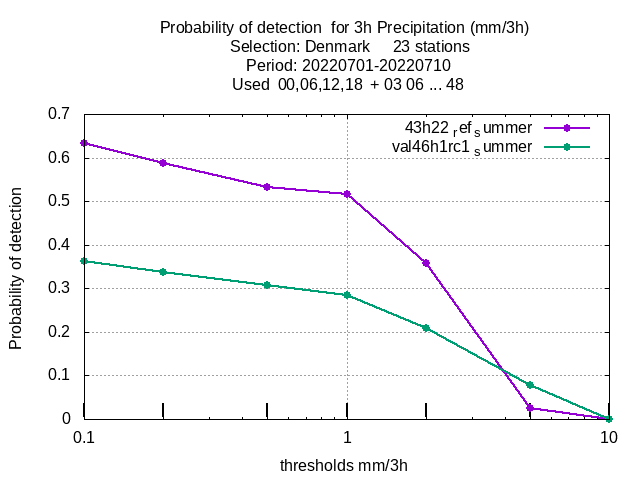 Probability of detection for 3h Precipitation (mm/3h)
Selection: Denmark 23 stations
Period: 20220701-20220710
Used 00,06,12,18 + 03 06 ... 48
43h22refsummer
val46h1rc1summer
0.7
0.6
0.5
0.4
0.3
0.2
0.1
0
Probability of detection
0.1 1 10
thresholds mm/3h